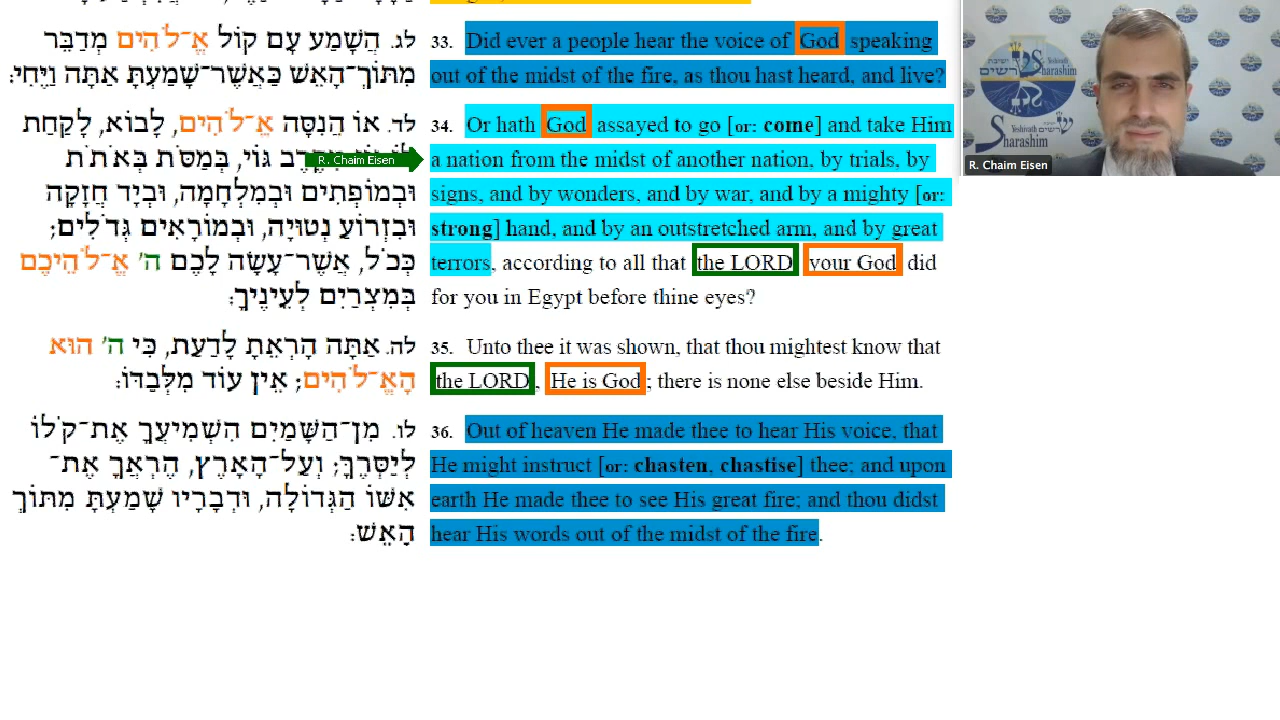 לג. הֲשָׁמַע עָם קוֹל אֱ־לֹהִים מְדַבֵּר
מִתּוֹךְ־הָאֵשׁ כַּאֲשֶׁר־שָׁמַעְתָּ אַתָּה וַיֶּחִי:
לד. אוֹ הֲנִסָּה אֱ־לֹהִים, לָבוֹא, לָקַחַת
גּוֹי, בְּמַסֹּת בְּאֹתֹת
וּבְמוֹפְתִים וּבְמִלְחָמָה, וּבְיָד חֲזָקָה
וּבִזְרוֹעַ נְטוּיָה, וּבְמוֹרָאִים גְּדֹלִים;
כְּכֹל, אֲשֶׁר־עָשָׂה לָכֶם ה' אֱ־לֹהֵיכֶם
בְּמִצְרַיִם לְעֵינֶיךָ:
לה. אַתָּה הָרְאֵתָ לָדַעַת, כִּי ה' הוּא
הָאֱ־לֹהִים; אֵין עוֹד מִלְּבַדּוֹ:
לו. מִן־הַשָּׁמַיִם הִשְׁמִיעֲךָ אֶת־קֹלוֹ
לְיַסְּרֶךָּ; וְעַל־הָאָרֶץ, הֶרְאֲךָ אֶת־
אִשּׁוֹ הַגְּדוֹלָה, וּדְבָרָיו שָׁמַעְתָּ מִתּוֹךְ
הָאֵשׁ:
33. Did ever a people hear the voice of God speaking
out of the midst of the fire, as thou hast heard, and live?
34. Or hath God assayed to go [or: come] and take Him
a nation from the midst of another nation, by trials, by
signs, and by wonders, and by war, and by a mighty [or:
strong] hand, and by an outstretched arm, and by great
terrors, according to all that the LORD your God did
for you in Egypt before thine eyes?
35. Unto thee it was shown, that thou mightest know that
the LORD, He is God; there is none else beside Him.
36. Out of heaven He made thee to hear His voice, that
He might instruct [or: chasten, chastise] thee; and upon
earth He made thee to see His great fire; and thou didst
hear His words out of the midst of the fire.
R. Chaim Eisen
Yeshivath
Sharashim
ישיבת
שרשים
Yeshivath
Sharashim
R. Chaim Eisen